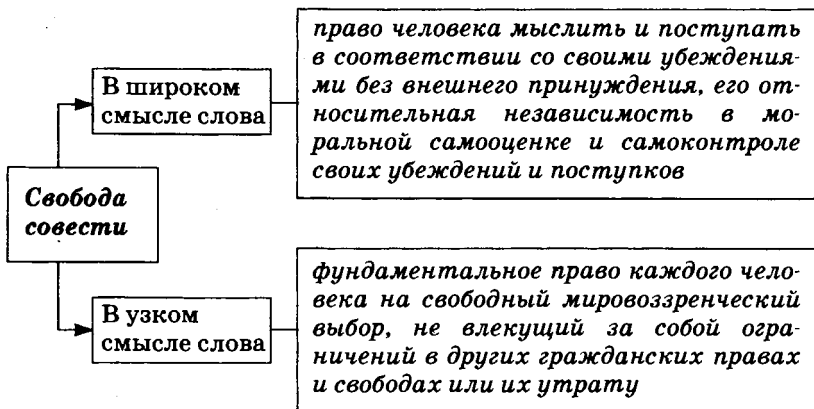 Свобода
совести
В широком
смысле слова
право человека мыслить и поступать
в соответствии со своими убеждения-
ми без внешнего принуждения, его от-
носительная независимость в мо-
ральной самооценке и самоконтроле
своих убеждений и поступков
В узком
смысле слова
фундаментальное право каждого чело-
века на свободный мировоззренческий
выбор, не влекущий за собой огра-
ничений в других гражданских правах
и свободах или их утрату